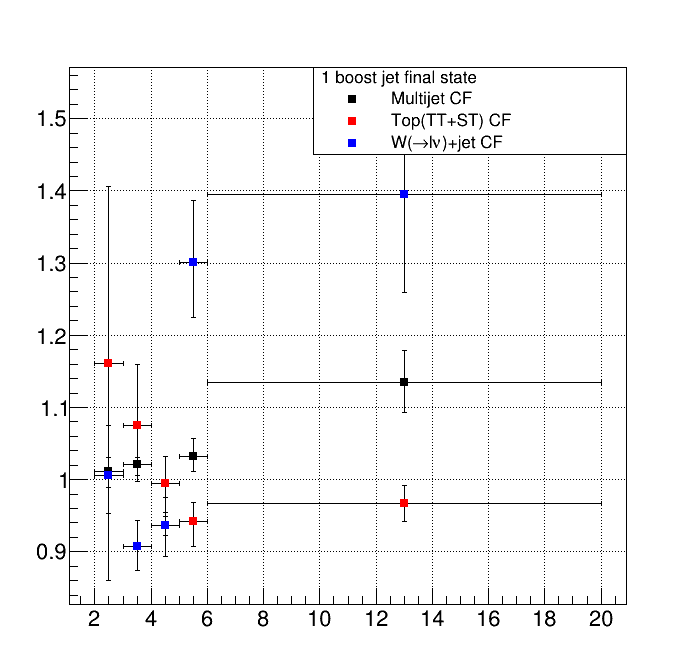 1 boost jet final state
Multijet CF
Top(TT+ST) CF
W(→lν)+jet CF
1.5
1.4
1.3
1.2
1.1
1
0.9
2 4 6 8 10 12 14 16 18 20